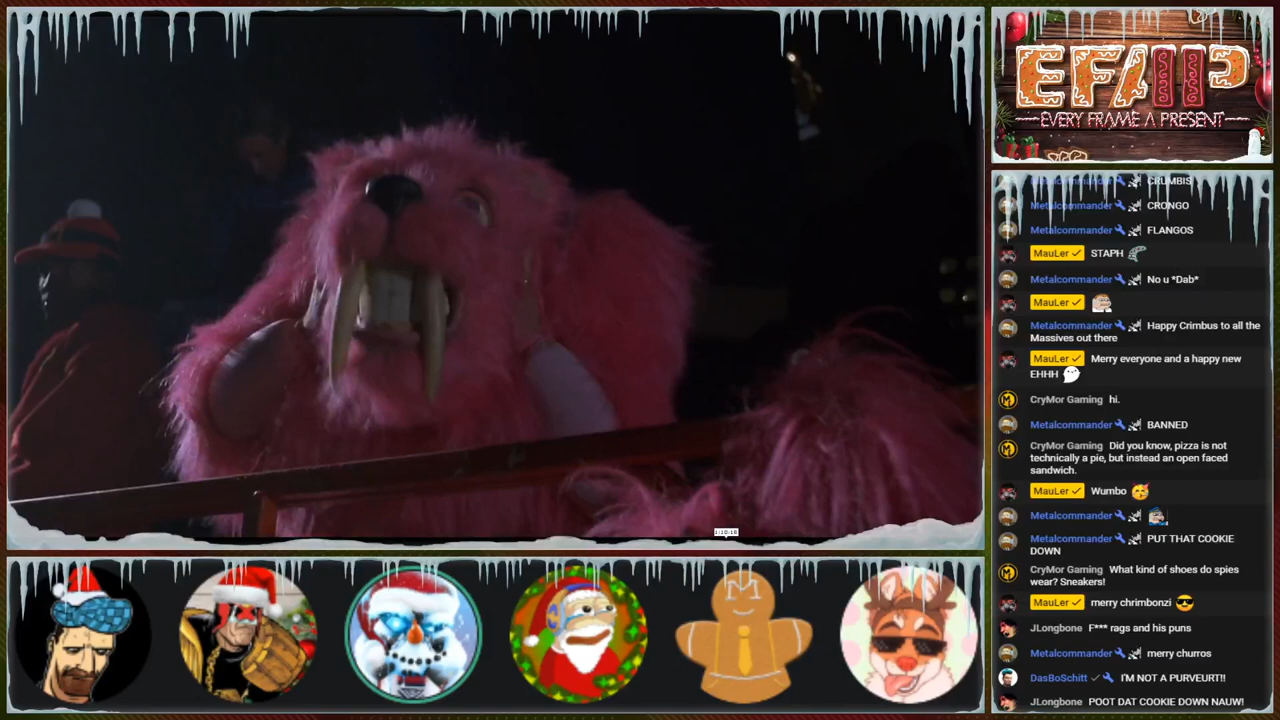 EFAP
EVERY FRAME A PRESENT
Metalcommander CRUMBIS
Metalcommander CRONGO
Metalcommander FLANGOS
MauLer ✓ STAPH
Metalcommander No u *Dab*
MauLer ✓
Metalcommander Happy Crimbus to all the
Massives out there
MauLer ✓ Merry everyone and a happy new
EHHH
CryMor Gaming hi.
Metalcommander BANNED
CryMor Gaming Did you know, pizza is not
technically a pie, but instead an open faced
sandwich.
MauLer ✓ Wumbo
Metalcommander
Metalcommander PUT THAT COOKIE
DOWN
CryMor Gaming What kind of shoes do spies
wear? Sneakers!
MauLer ✓ merry chrimbonzi
JLongbone F*** rags and his puns
Metalcommander merry churros
DasBoSchitt ✓ I'M NOT A PURVEURT!!
JLongbone POOT DAT COOKIE DOWN NAUW!
M